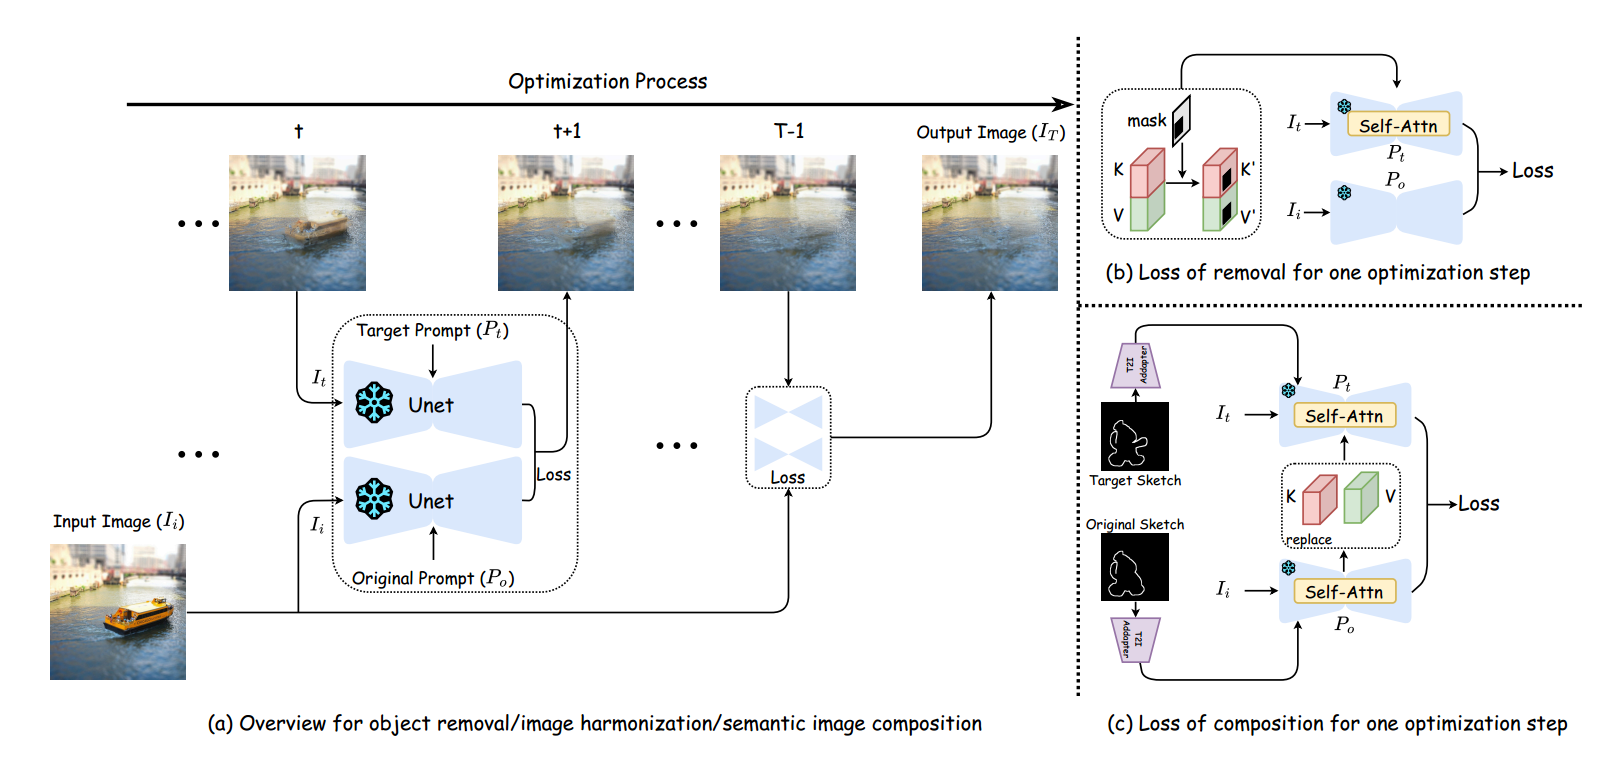 Optimization Process
t
t+1
T-1
Output Image (I_T)
Target Prompt (P_t)
I_t
Unet
Unet
Loss
I_i
Original Prompt (P_o)
Input Image (I_i)
Loss
(a) Overview for object removal/image harmonization/semantic image composition
mask
K
V
K'
V'
I_t
Self-Attn
P_t
P_o
I_i
Loss
(b) Loss of removal for one optimization step
T2I
Addapter
Target Sketch
Original Sketch
T2I
Addapter
I_t
P_t
Self-Attn
K
V
replace
Loss
I_i
Self-Attn
P_o
(c) Loss of composition for one optimization step